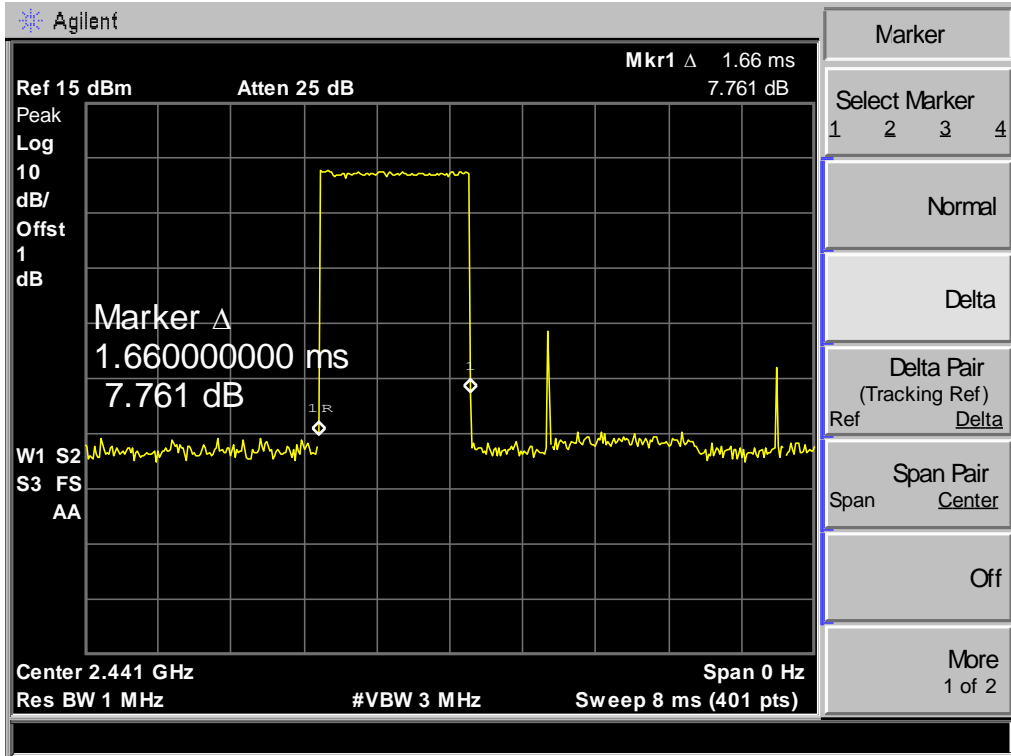 Agilent
Mkr1 Δ 1.66 ms
Ref 15 dBm Atten 25 dB 7.761 dB
Peak
Log
10
dB/
Offst
1
dB
Marker Δ
1.660000000 ms
7.761 dB
1R
1
W1 S2
S3 FS
AA
Center 2.441 GHz Span 0 Hz
Res BW 1 MHz #VBW 3 MHz Sweep 8 ms (401 pts)
Marker
Select Marker
1 2 3 4
Normal
Delta
Delta Pair
(Tracking Ref)
Ref Delta
Span Pair
Span Center
Off
More
1 of 2